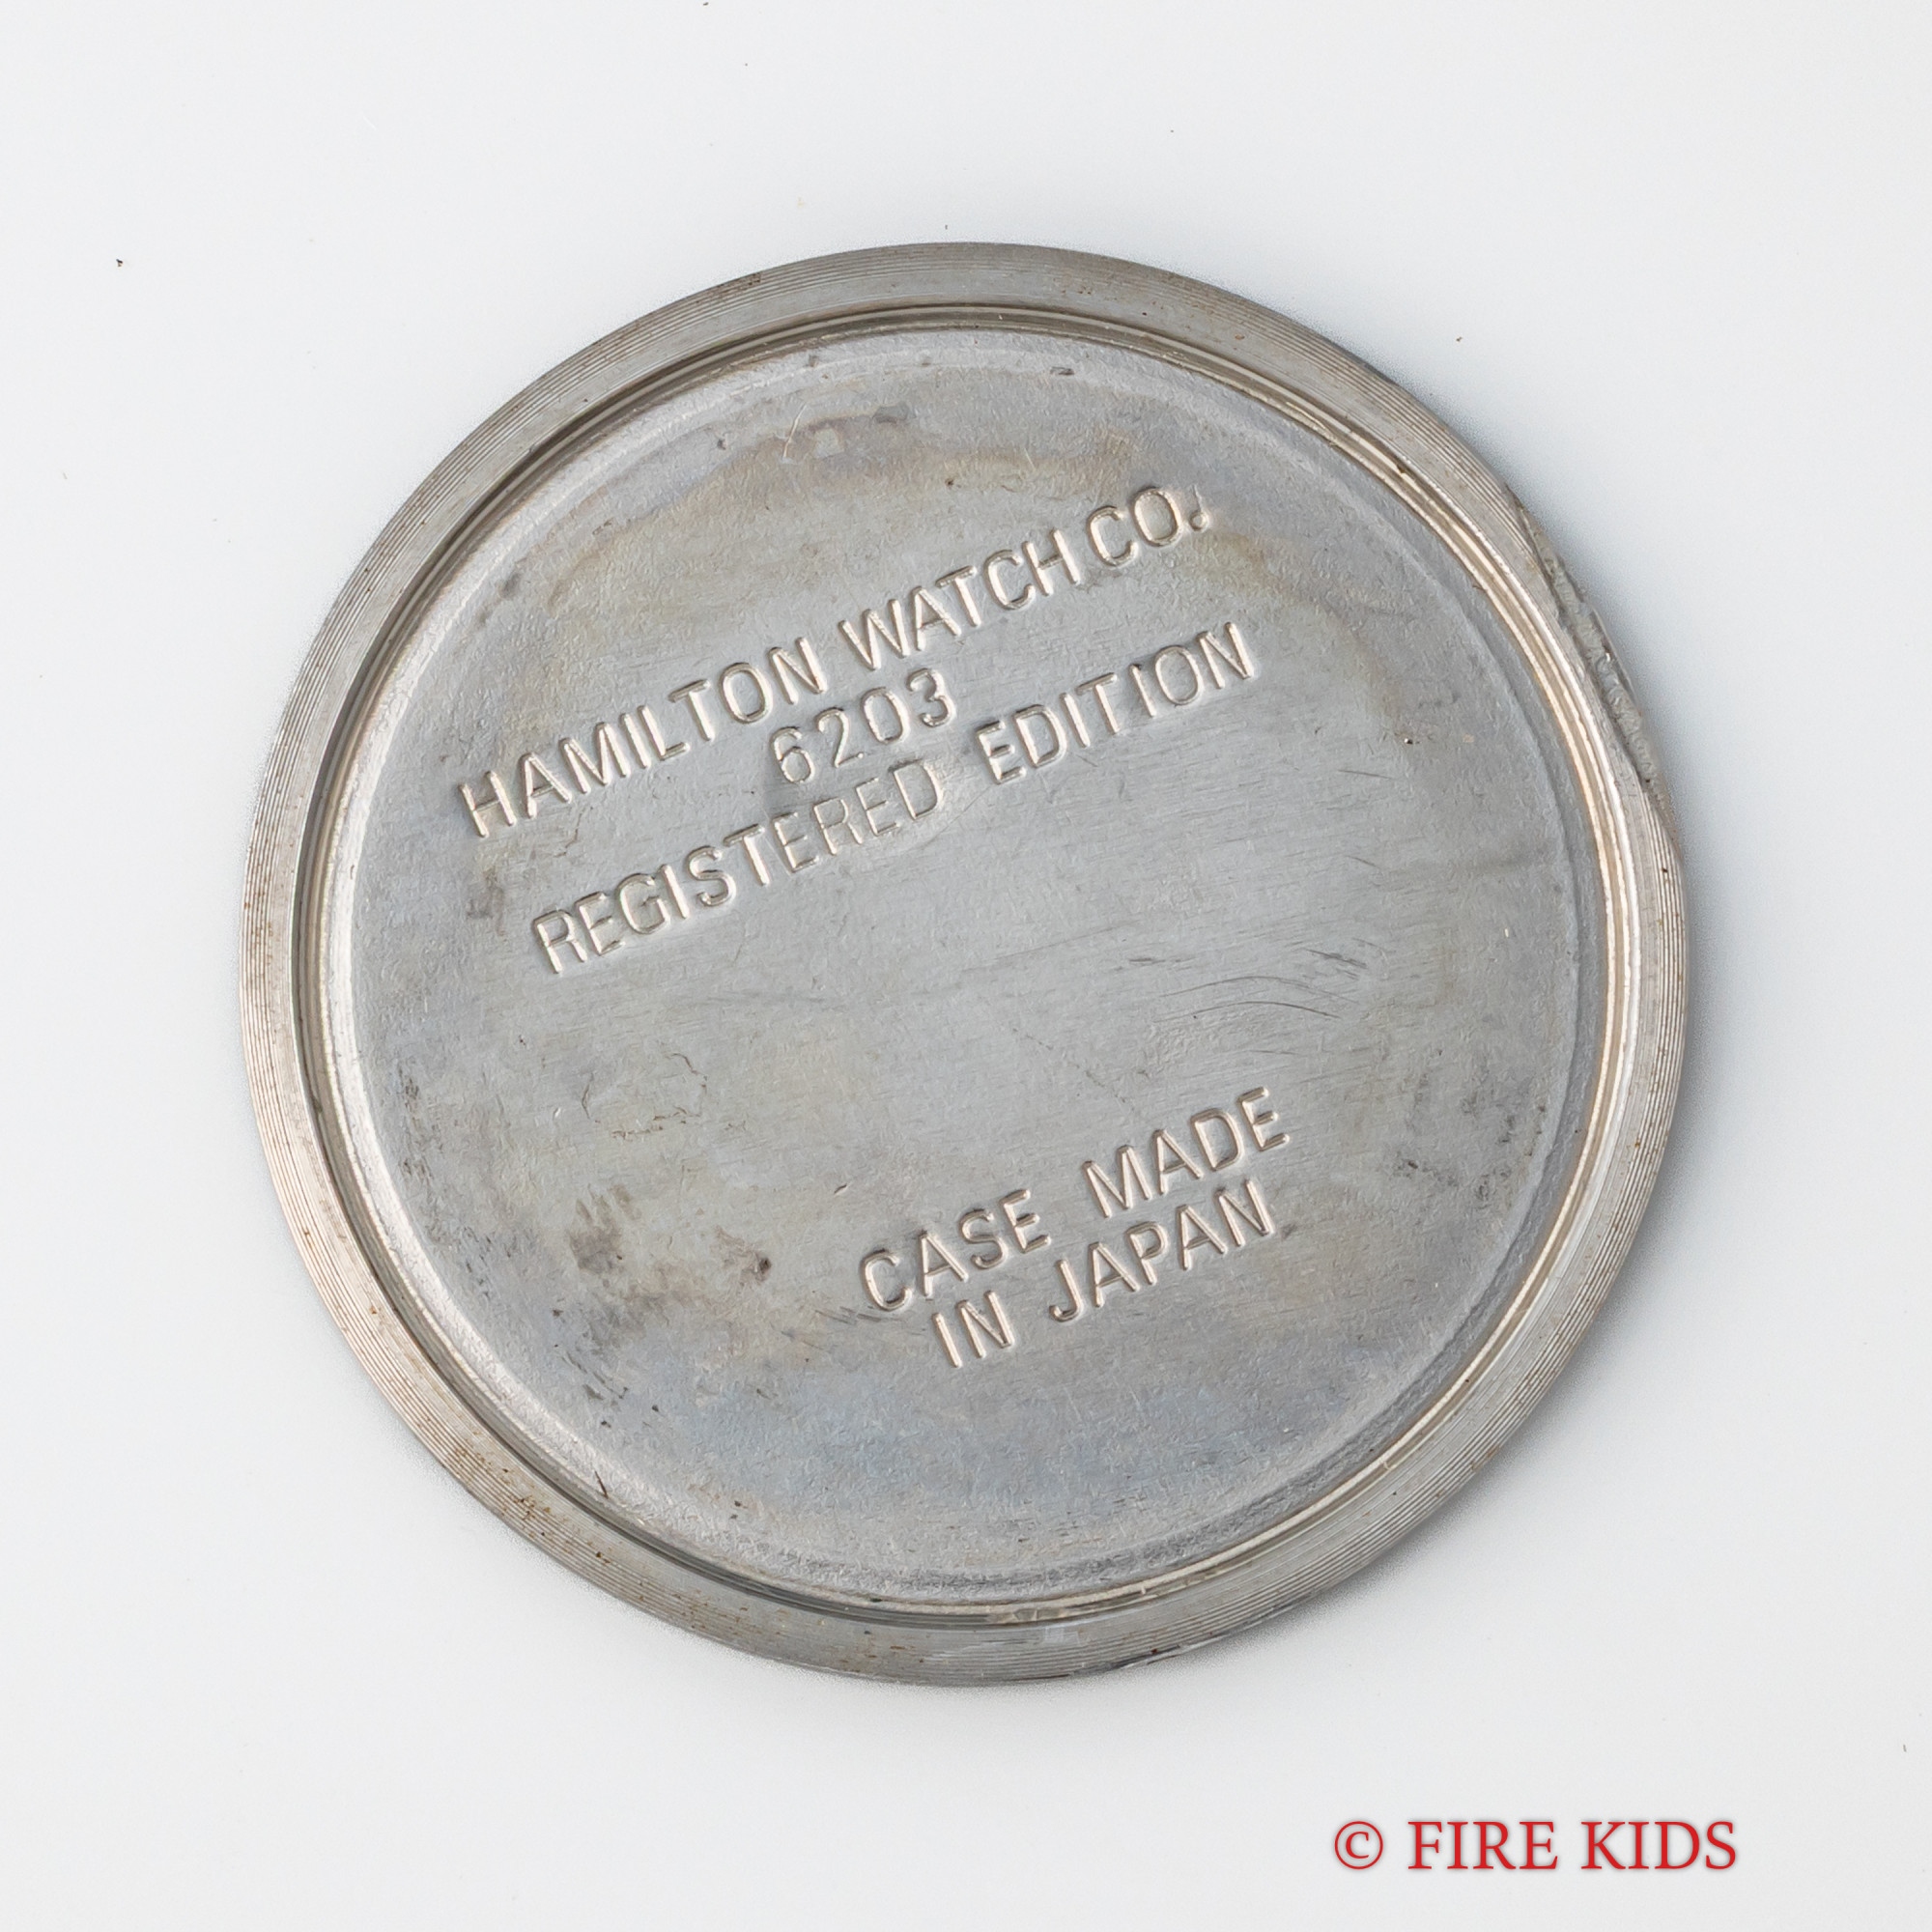 HAMILTON WATCH CO.
6203
REGISTERED EDITION
CASE MADE
IN JAPAN
© FIRE KIDS